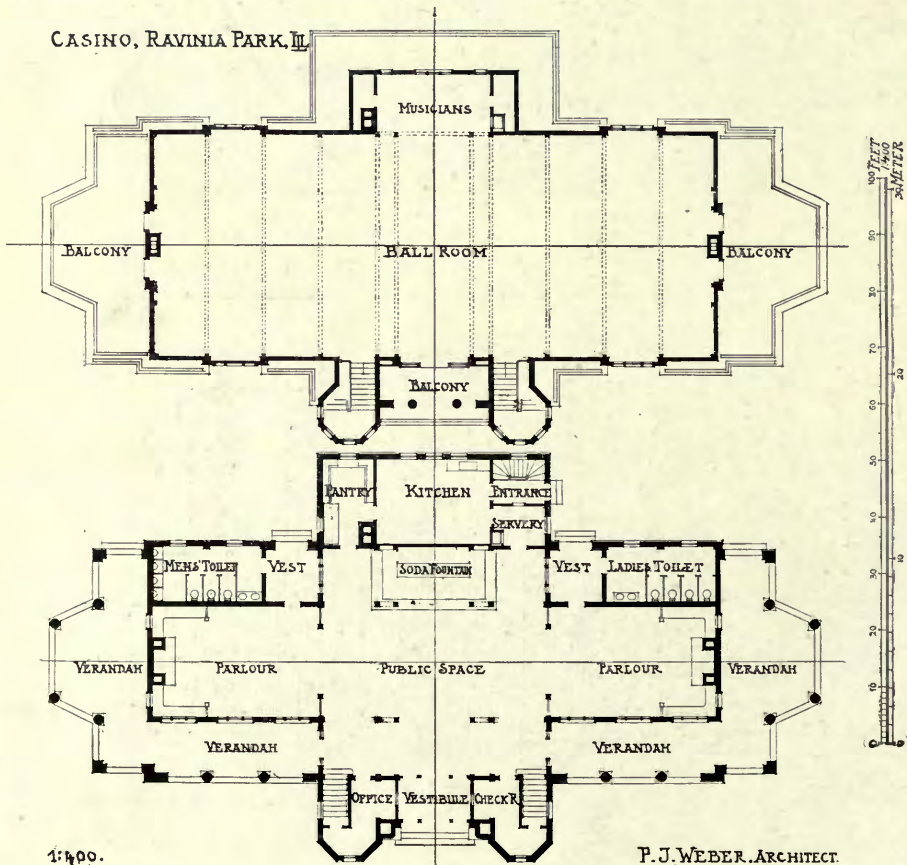 CASINO, RAVINIA PARK, ILL
MUSICIANS
BALCONY
BALL ROOM
BALCONY
BALCONY
100 FEET
1:400
30 METER
90
80
70
20
60
50
40
10
30
20
10
0
0
PANTRY
KITCHEN
ENTRANCE
SERVERY
MENS TOILET
VEST
SODA FOUNTAIN
VEST
LADIES TOILET
VERANDAH
PARLOUR
PUBLIC SPACE
PARLOUR
VERANDAH
VERANDAH
VERANDAH
OFFICE
VESTIBULE
CHECK R.
1:400.
P. J. WEBER. ARCHITECT.